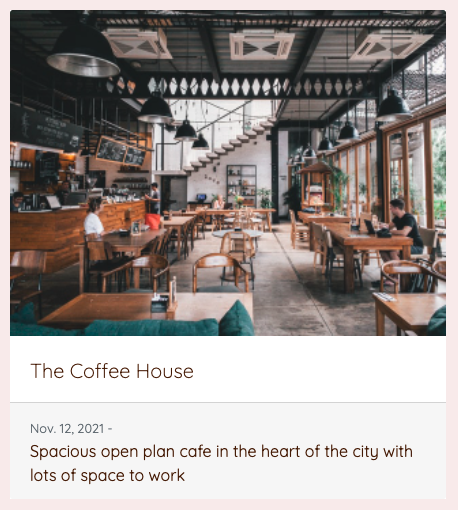 The Coffee House
Nov. 12, 2021 -
Spacious open plan cafe in the heart of the city with
lots of space to work